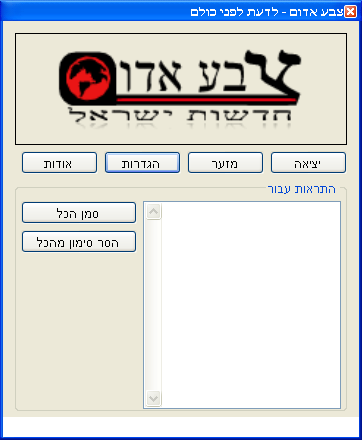 צבע אדום - לדעת לפני כולם
צבע אדום
חדשות ישראל
יציאה
מזער
הגדרות
אודות
התראות עבור
סמן הכל
הסר סימון מהכל